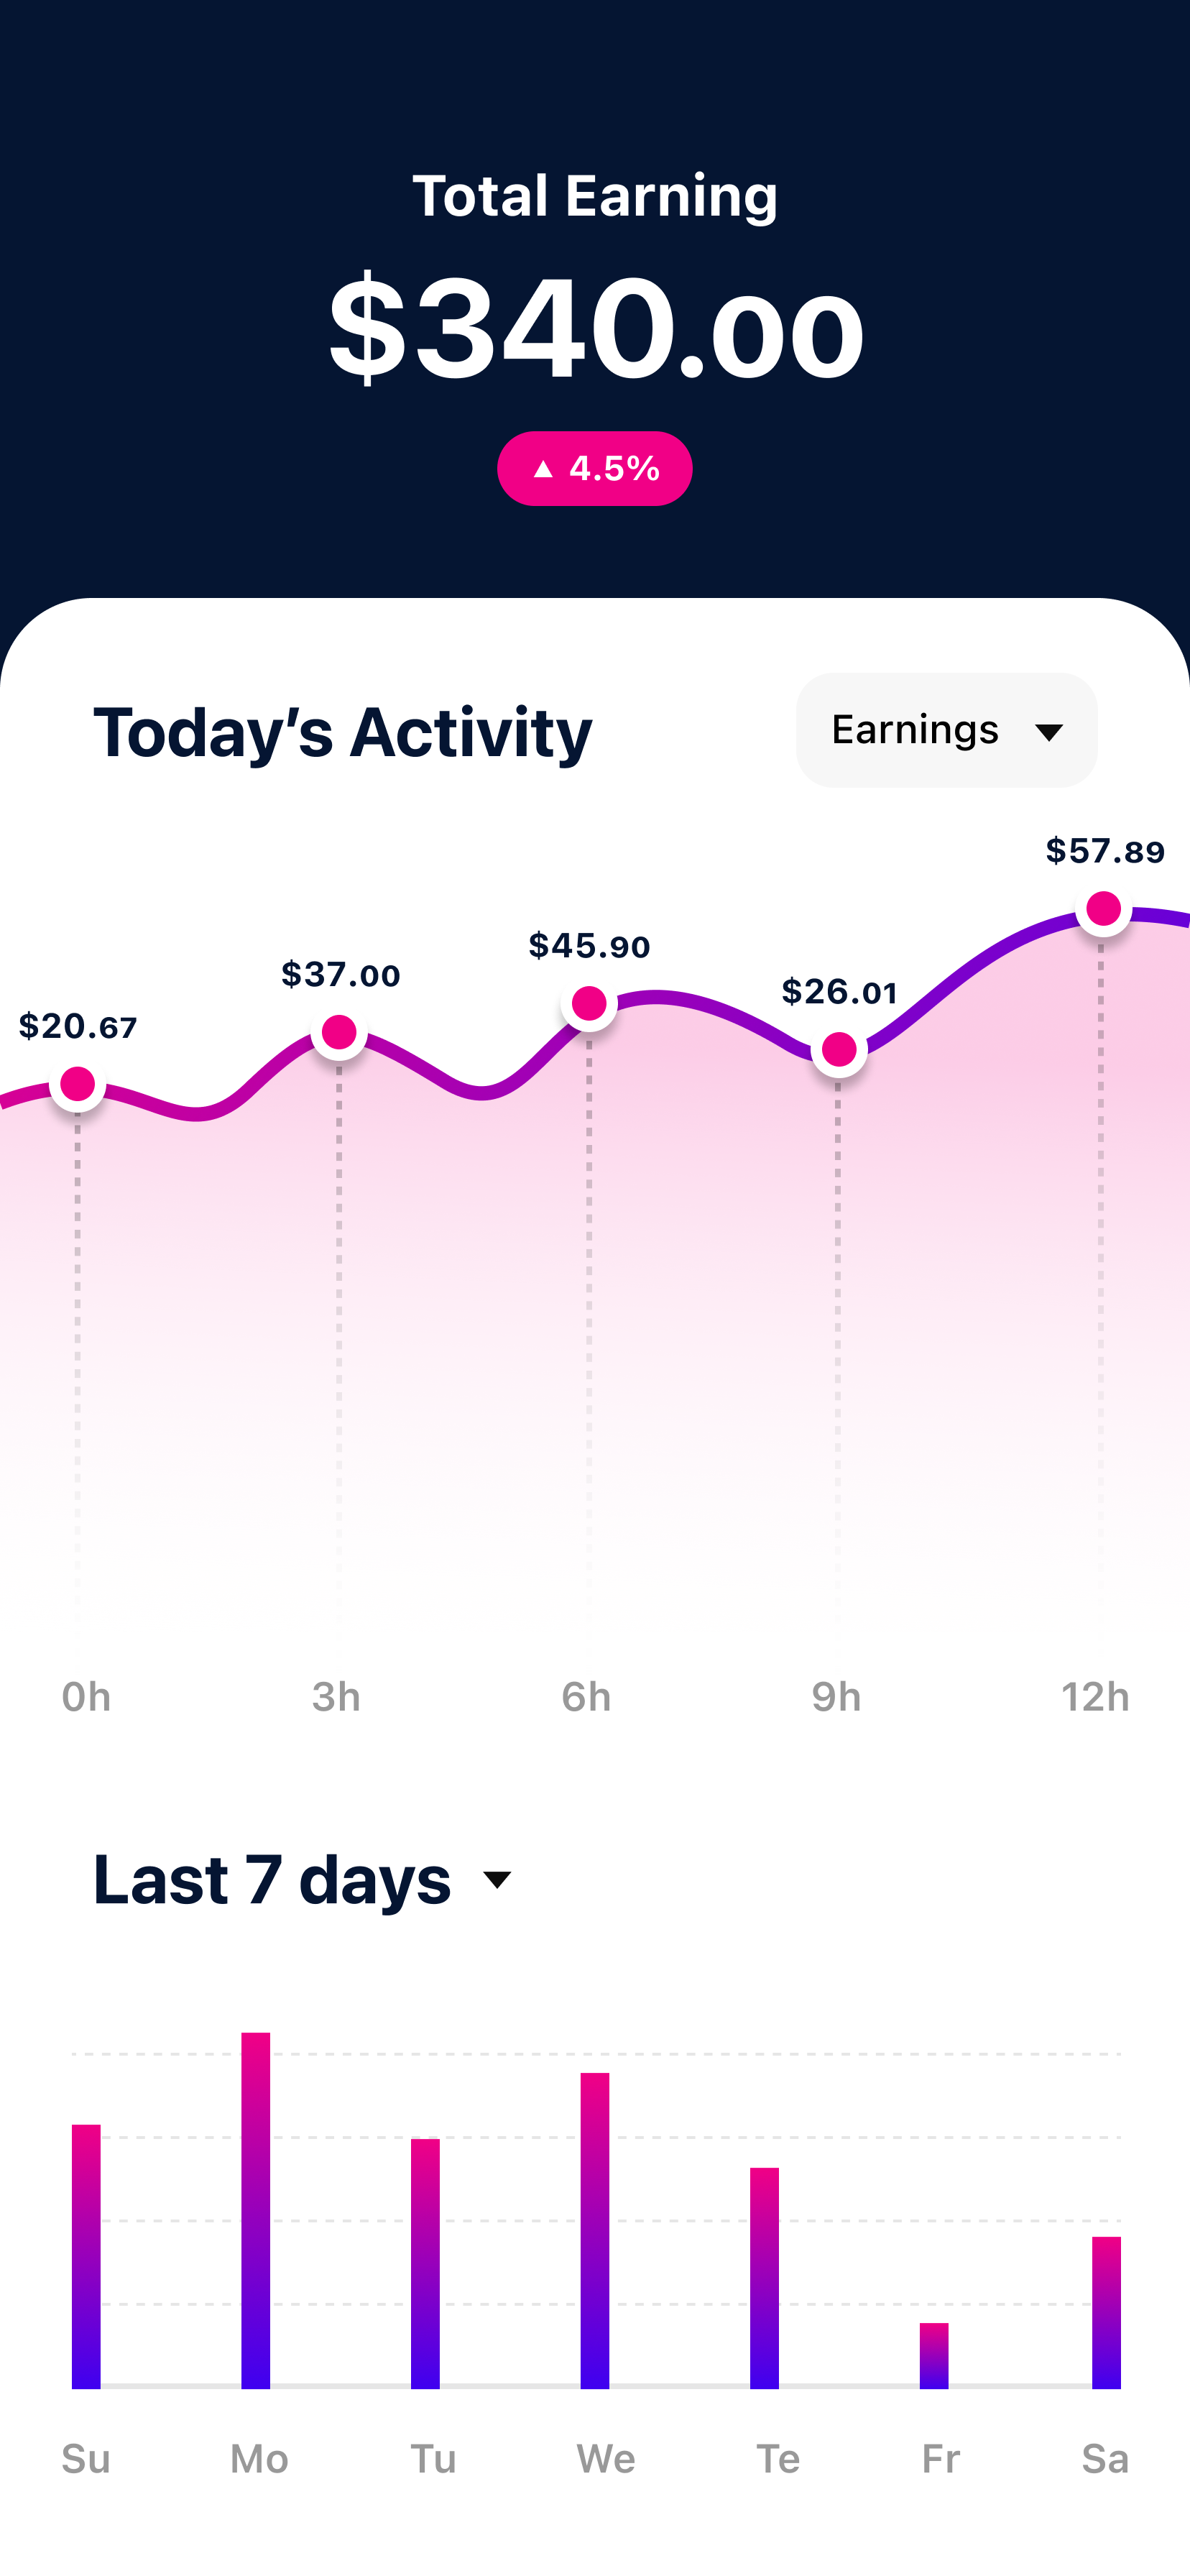 Total Earning
$340.00
▲ 4.5%
Today’s Activity
Earnings
$57.89
$45.90
$37.00
$26.01
$20.67
0h 3h 6h 9h 12h
Last 7 days
Su Mo Tu We Te Fr Sa